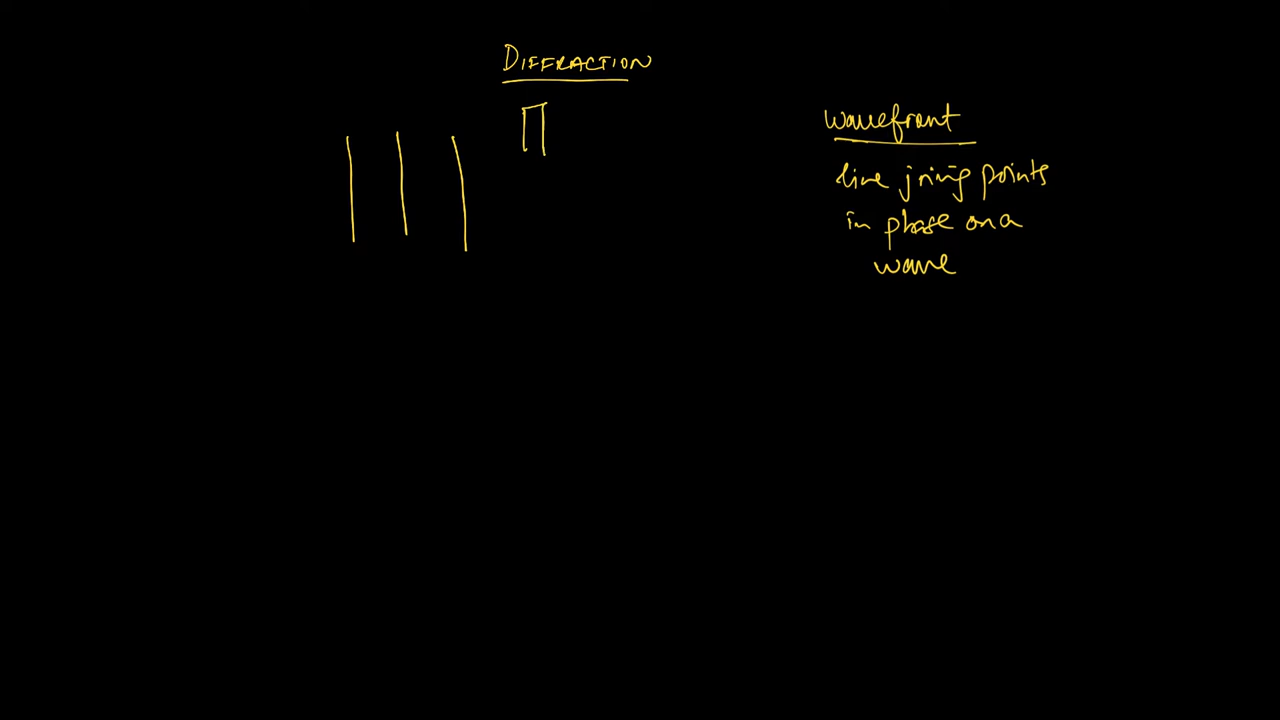 DIFFRACTION
wavefront
line joining points
in phase on a
wave